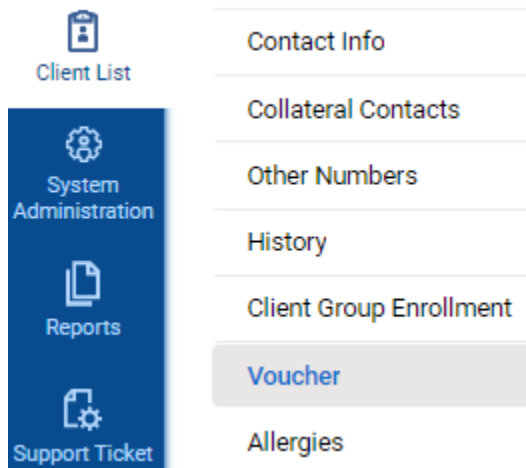 Client List
System
Administration
Reports
Support Ticket
Contact Info
Collateral Contacts
Other Numbers
History
Client Group Enrollment
Voucher
Allergies